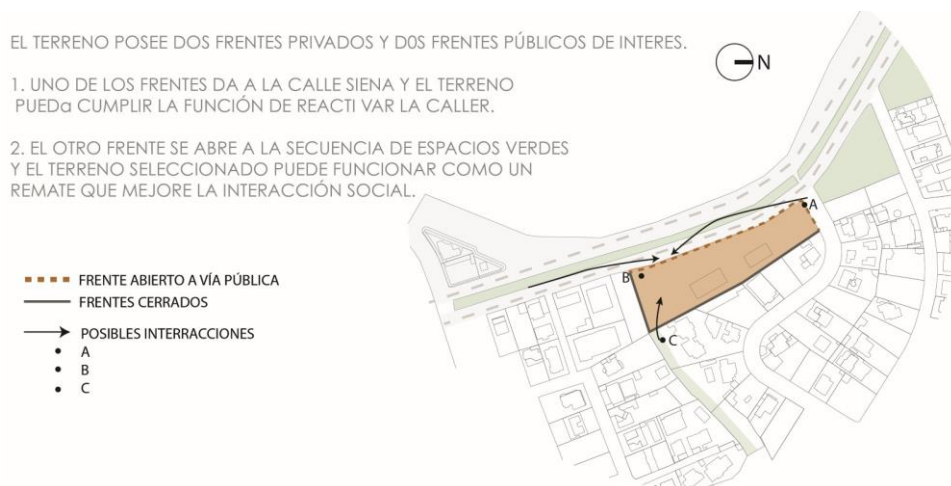 EL TERRENO POSEE DOS FRENTES PRIVADOS Y D0S FRENTES PÚBLICOS DE INTERES.
1. UNO DE LOS FRENTES DA A LA CALLE SIENA Y EL TERRENO
PUEDa CUMPLIR LA FUNCIÓN DE REACTI VAR LA CALLER.
2. EL OTRO FRENTE SE ABRE A LA SECUENCIA DE ESPACIOS VERDES
Y EL TERRENO SELECCIONADO PUEDE FUNCIONAR COMO UN
REMATE QUE MEJORE LA INTERACCIÓN SOCIAL.
N
A
B
C
FRENTE ABIERTO A VÍA PÚBLICA
FRENTES CERRADOS
POSIBLES INTERRACCIONES
A
B
C